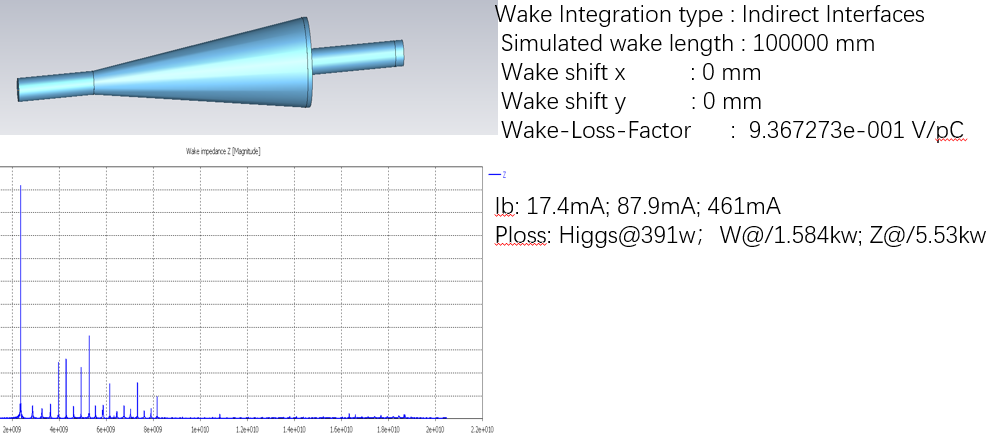 Wake Integration type : Indirect Interfaces
Simulated wake length : 100000 mm
Wake shift x : 0 mm
Wake shift y : 0 mm
Wake-Loss-Factor : 9.367273e-001 V/pC
Wake impedance Z [Magnitude]
Z
Ib: 17.4mA; 87.9mA; 461mA
Ploss: Higgs@391w； W@/1.584kw; Z@/5.53kw
2e+009 4e+009 6e+009 8e+009 1e+010 1.2e+010 1.4e+010 1.6e+010 1.8e+010 2e+010 2.2e+010